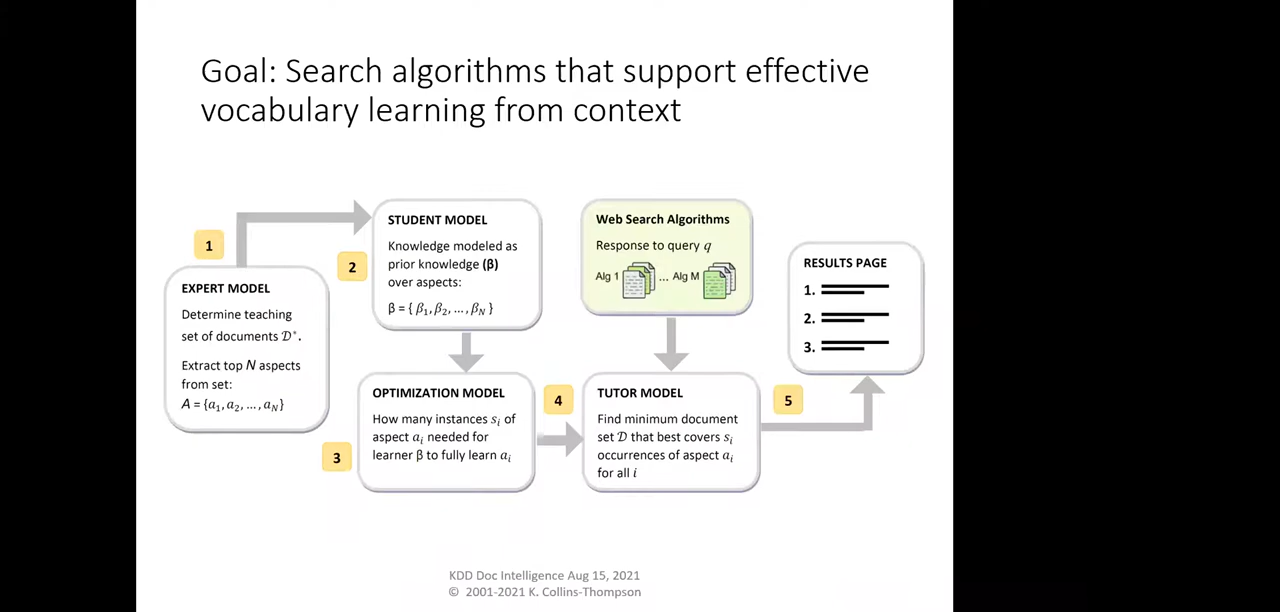 Goal: Search algorithms that support effective
vocabulary learning from context
1
EXPERT MODEL
Determine teaching
set of documents 𝒟*.
Extract top N aspects
from set:
A = {a₁, a₂, ..., a_N}
2
STUDENT MODEL
Knowledge modeled as
prior knowledge (β)
over aspects:
β = { β₁, β₂, ..., β_N }
3
OPTIMIZATION MODEL
How many instances sᵢ of
aspect aᵢ needed for
learner β to fully learn aᵢ
Web Search Algorithms
Response to query q
Alg 1 ... Alg M
4
TUTOR MODEL
Find minimum document
set 𝒟 that best covers sᵢ
occurrences of aspect aᵢ
for all i
5
RESULTS PAGE
1.
2.
3.
KDD Doc Intelligence Aug 15, 2021
© 2001-2021 K. Collins-Thompson